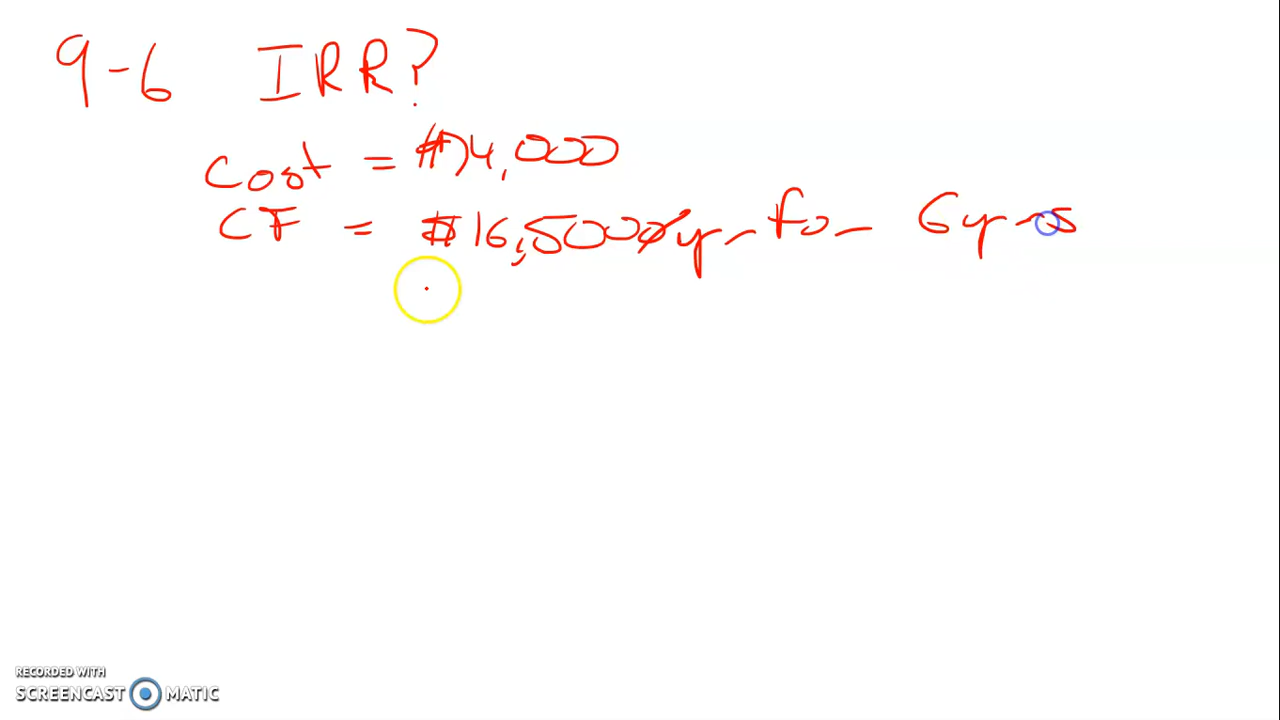 9-6 IRR?
Cost = $74,000
CF = $16,500/yr for 6 yrs
RECORDED WITH
SCREENCAST MATIC